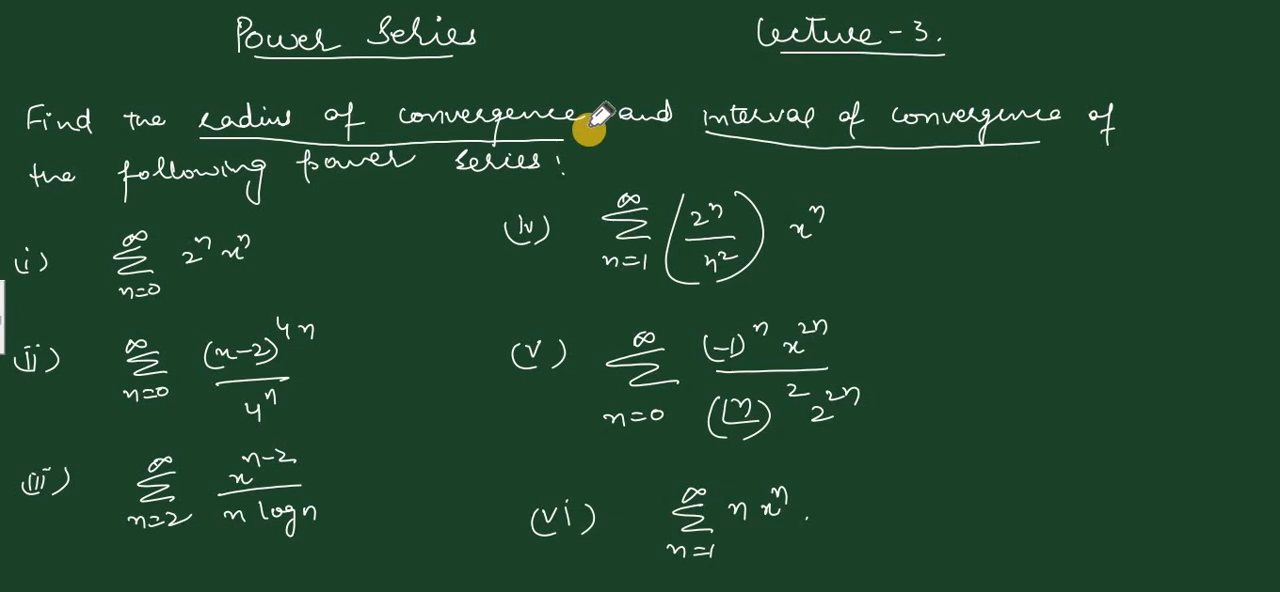 Power Series
Lecture-3.
Find the radius of convergence and interval of convergence of
the following power series:
(i) ∞ Σ n=0 2^n x^n
(ii) ∞ Σ n=0 (x-2)^{4n} / 4^n
(iii) ∞ Σ n=2 x^{n-2} / n log n
(iv) ∞ Σ n=1 (2^n / n^2) x^n
(v) ∞ Σ n=0 (-1)^n x^{2n} / (|n)^2 2^{2n}
(vi) ∞ Σ n=1 n x^n.